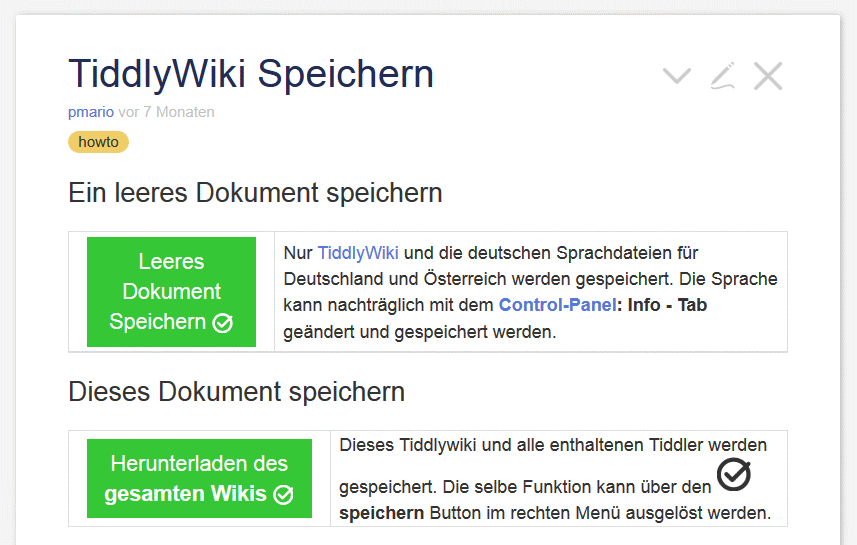 TiddlyWiki Speichern
pmario vor 7 Monaten
howto
Ein leeres Dokument speichern
Leeres
Dokument
Speichern
Nur TiddlyWiki und die deutschen Sprachdateien für
Deutschland und Österreich werden gespeichert. Die Sprache
kann nachträglich mit dem Control-Panel: Info - Tab
geändert und gespeichert werden.
Dieses Dokument speichern
Herunterladen des
gesamten Wikis
Dieses Tiddlywiki und alle enthaltenen Tiddler werden
gespeichert. Die selbe Funktion kann über den
speichern Button im rechten Menü ausgelöst werden.